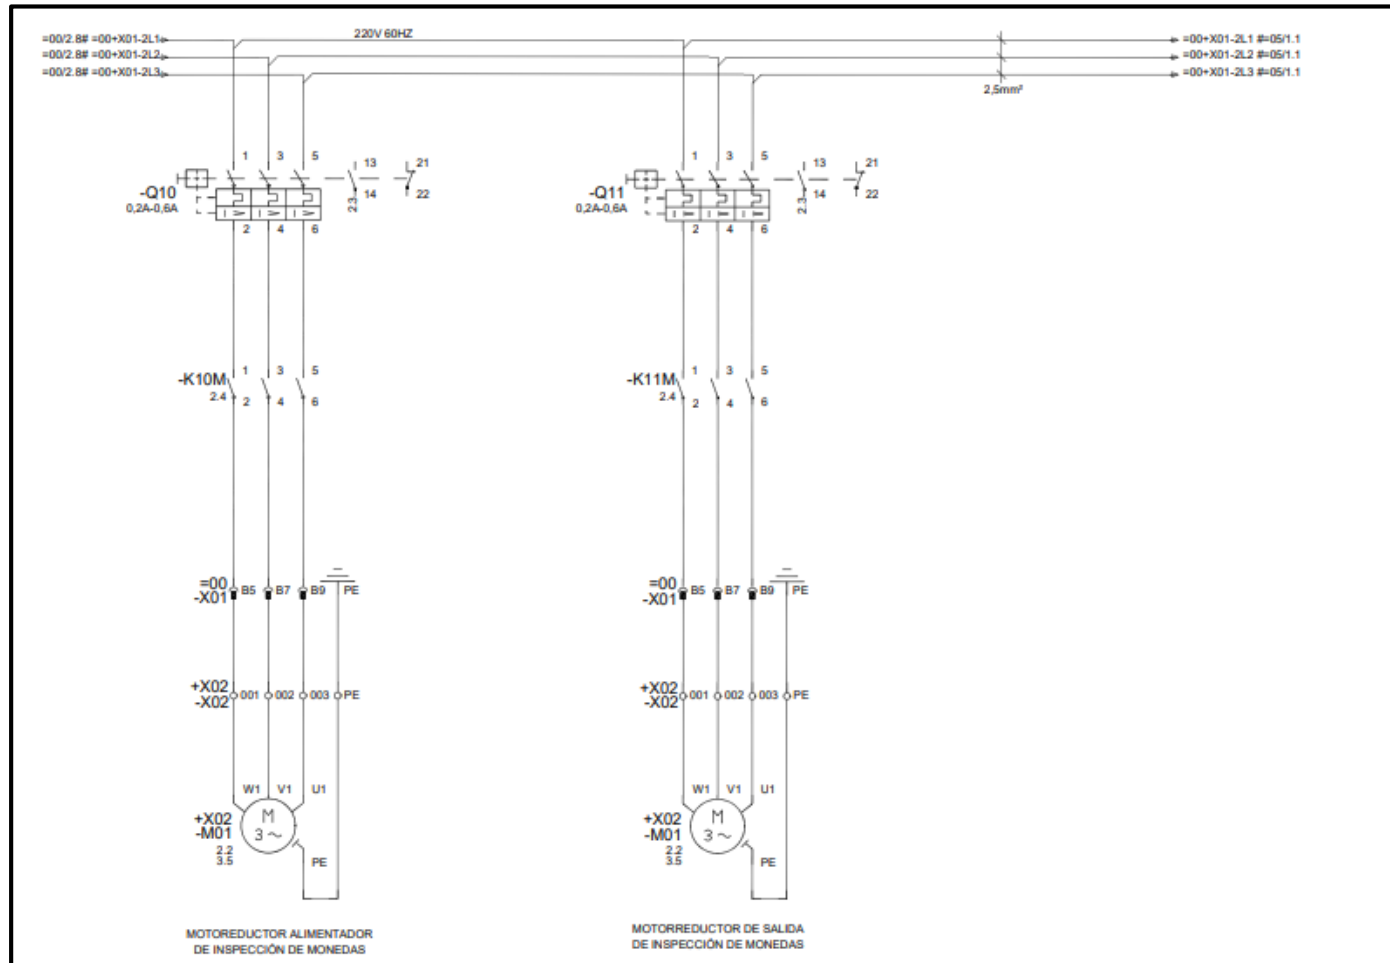 =00/2.8# =00+X01-2L1
220V 60HZ
=00+X01-2L1 #=05/1.1
=00/2.8# =00+X01-2L2
=00+X01-2L2 #=05/1.1
=00/2.8# =00+X01-2L3
=00+X01-2L3 #=05/1.1
2,5mm²
1 3 5 13 21
-Q10
0,2A-0,6A
14 22
2.3
I > I > I >
2 4 6
1 3 5 13 21
-Q11
0,2A-0,6A
14 22
2.3
I > I > I >
2 4 6
-K10M 1 3 5
2.4 2 4 6
-K11M 1 3 5
2.4 2 4 6
=00
-X01 B5 B7 B9 PE
=00
-X01 B5 B7 B9 PE
+X02
-X02 001 002 003 PE
+X02
-X02 001 002 003 PE
W1 V1 U1
+X02
-M01
M
3 ~
2.2
3.5
PE
W1 V1 U1
+X02
-M01
M
3 ~
2.2
3.5
PE
MOTOREDUCTOR ALIMENTADOR
DE INSPECCIÓN DE MONEDAS
MOTORREDUCTOR DE SALIDA
DE INSPECCIÓN DE MONEDAS